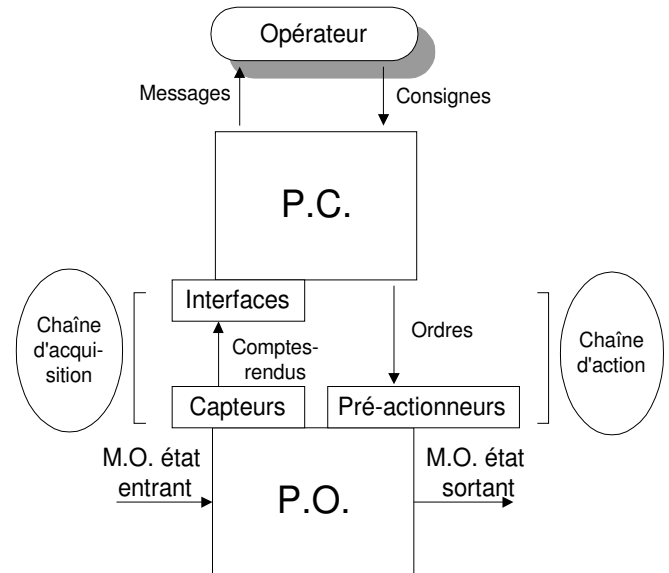 Opérateur
Messages
Consignes
P.C.
Interfaces
Chaîne
d'acqui-
sition
Comptes-
rendus
Ordres
Chaîne
d'action
Capteurs
Pré-actionneurs
M.O. état
entrant
P.O.
M.O. état
sortant